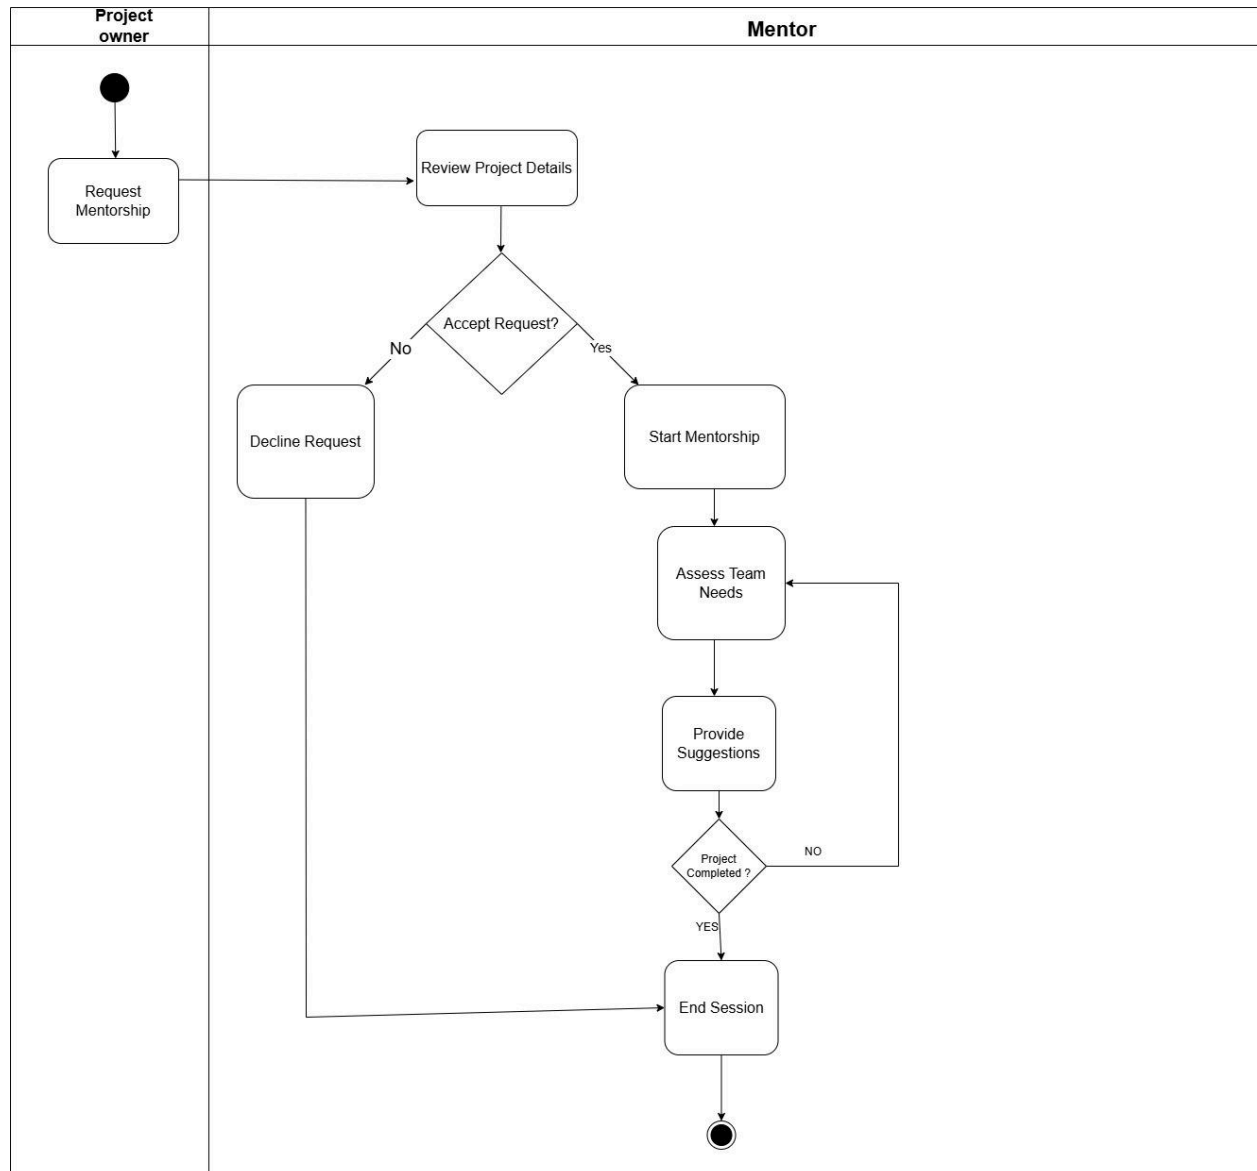 Project
owner
Mentor
Review Project Details
Request
Mentorship
Accept Request?
No
Yes
Decline Request
Start Mentorship
Assess Team
Needs
Provide
Suggestions
Project
Completed ?
NO
YES
End Session